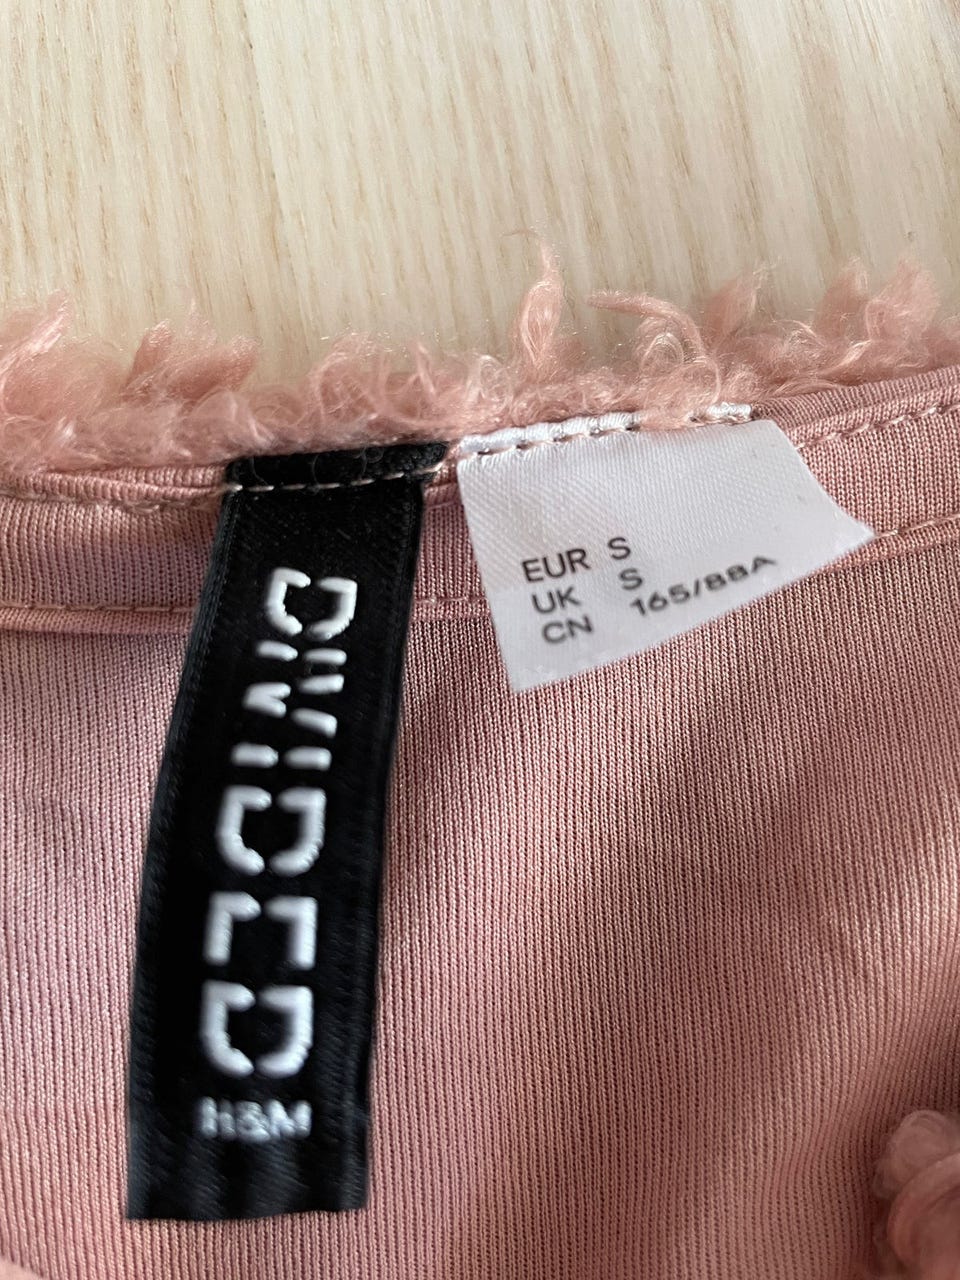 DIVIDED
H&M
EUR S
UK S
CN 165/88A